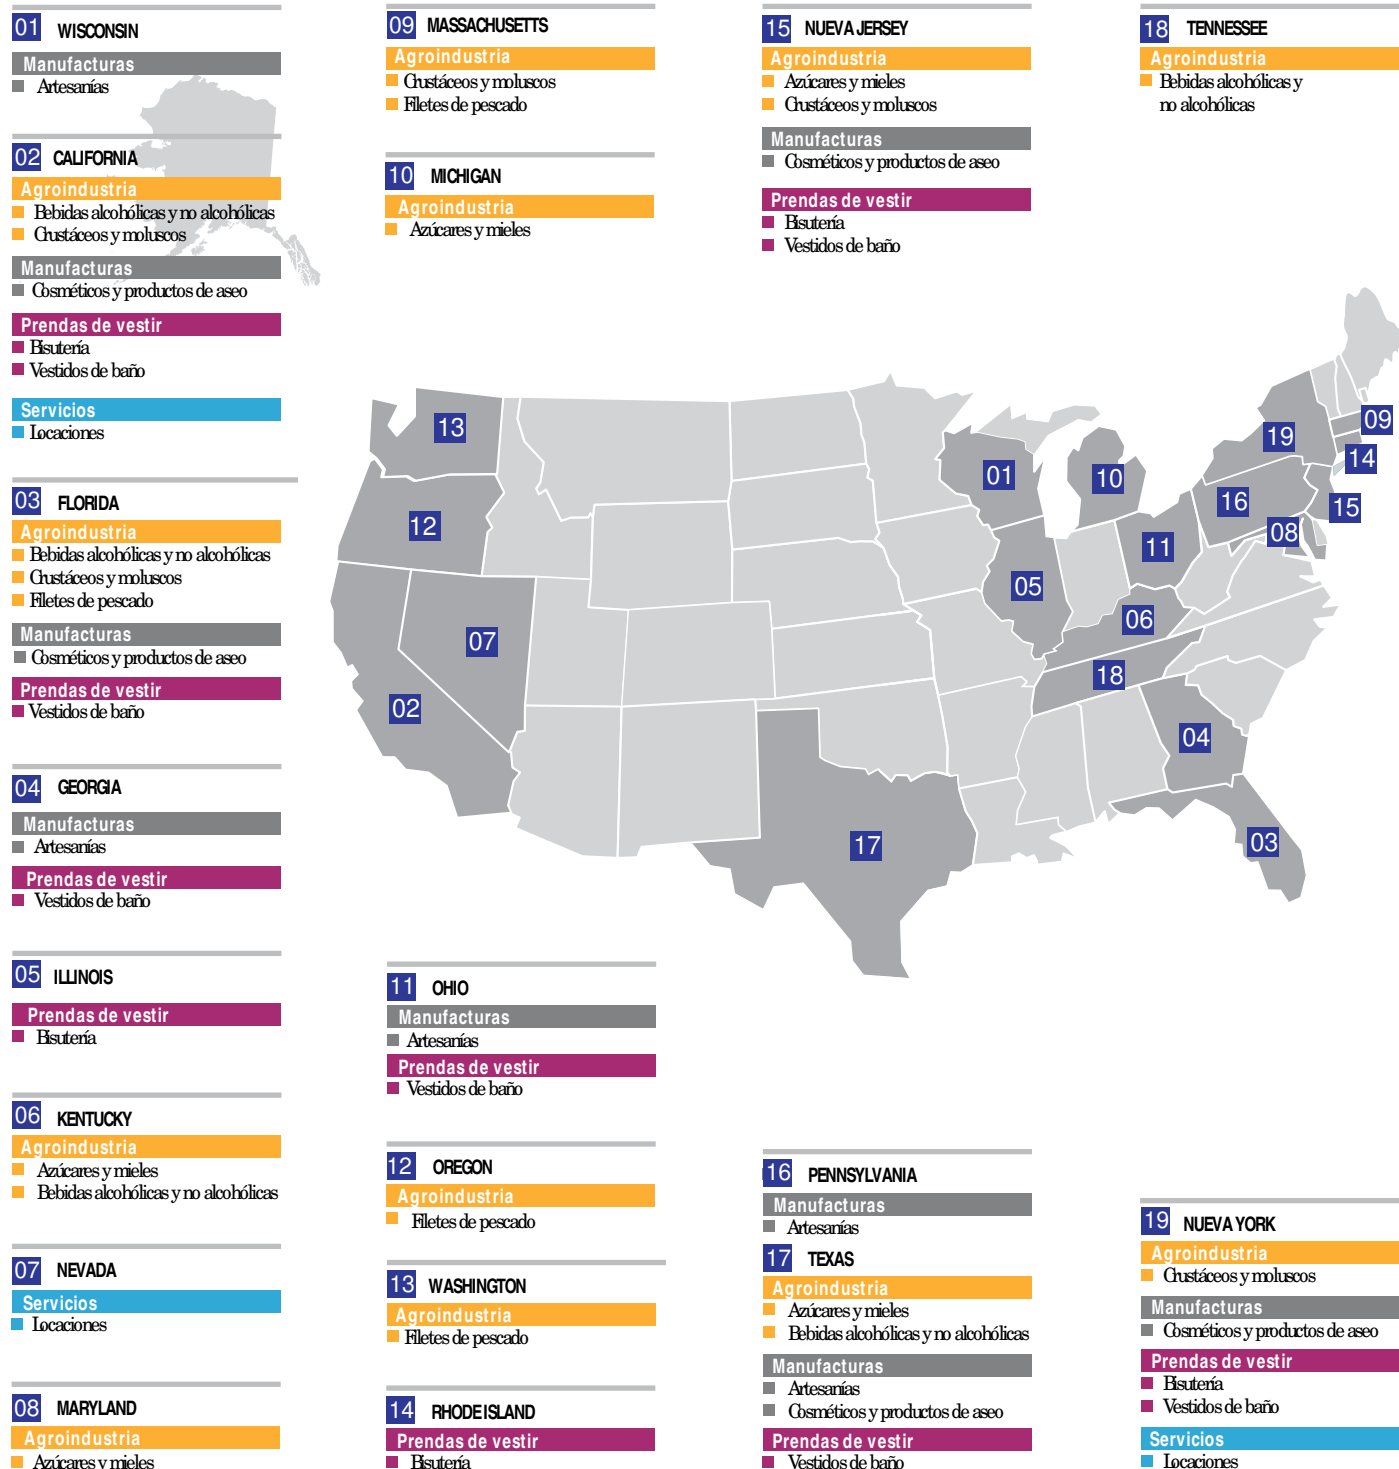 01 WISCONSIN
Manufacturas
Artesanías
02 CALIFORNIA
Agroindustria
Bebidas alcohólicas y no alcohólicas
Crustáceos y moluscos
Manufacturas
Cosméticos y productos de aseo
Prendas de vestir
Bisutería
Vestidos de baño
Servicios
Locaciones
03 FLORIDA
Agroindustria
Bebidas alcohólicas y no alcohólicas
Crustáceos y moluscos
Filetes de pescado
Manufacturas
Cosméticos y productos de aseo
Prendas de vestir
Vestidos de baño
04 GEORGIA
Manufacturas
Artesanías
Prendas de vestir
Vestidos de baño
05 ILLINOIS
Prendas de vestir
Bisutería
06 KENTUCKY
Agroindustria
Azúcares y mieles
Bebidas alcohólicas y no alcohólicas
07 NEVADA
Servicios
Locaciones
08 MARYLAND
Agroindustria
Azúcares y mieles
09 MASSACHUSETTS
Agroindustria
Crustáceos y moluscos
Filetes de pescado
10 MICHIGAN
Agroindustria
Azúcares y mieles
11 OHIO
Manufacturas
Artesanías
Prendas de vestir
Vestidos de baño
12 OREGON
Agroindustria
Filetes de pescado
13 WASHINGTON
Agroindustria
Filetes de pescado
14 RHODE ISLAND
Prendas de vestir
Bisutería
15 NUEVA JERSEY
Agroindustria
Azúcares y mieles
Crustáceos y moluscos
Manufacturas
Cosméticos y productos de aseo
Prendas de vestir
Bisutería
Vestidos de baño
16 PENNSYLVANIA
Manufacturas
Artesanías
17 TEXAS
Agroindustria
Azúcares y mieles
Bebidas alcohólicas y no alcohólicas
Manufacturas
Artesanías
Cosméticos y productos de aseo
Prendas de vestir
Vestidos de baño
18 TENNESSEE
Agroindustria
Bebidas alcohólicas y
no alcohólicas
19 NUEVA YORK
Agroindustria
Crustáceos y moluscos
Manufacturas
Cosméticos y productos de aseo
Prendas de vestir
Bisutería
Vestidos de baño
Servicios
Locaciones
13
19
09
14
01
10
16
15
12
08
11
05
06
07
18
02
04
17
03